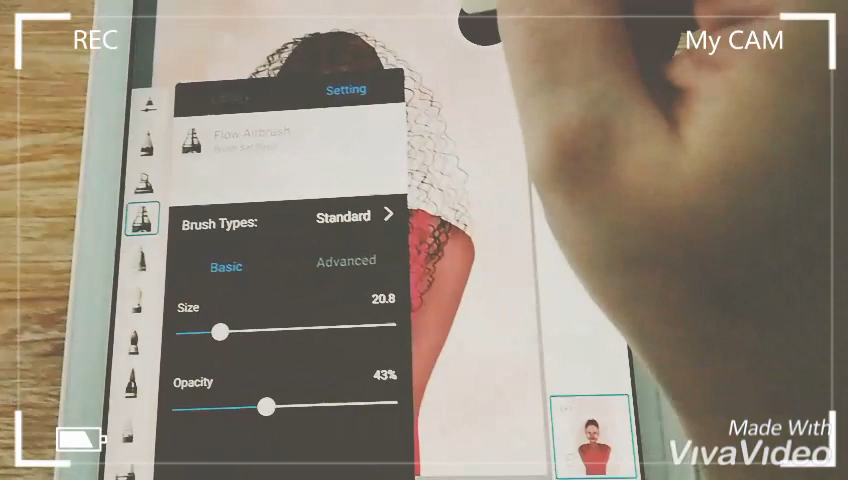 REC
My CAM
Setting
Flow Airbrush
Brush Types: Standard
Basic
Advanced
Size
20.8
Opacity
43%
Made With
VivaVideo